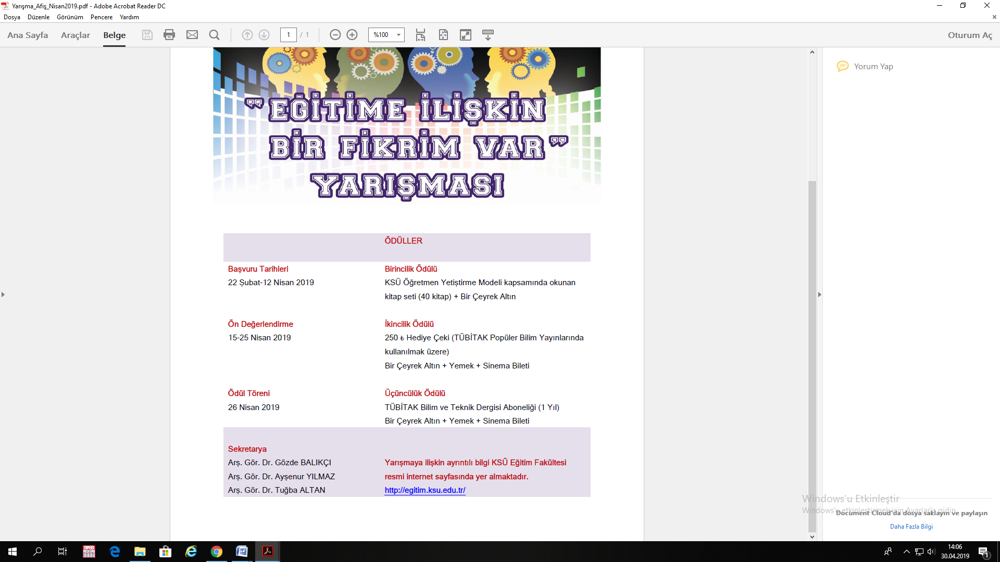 Yarışma_Afiş_Nisan2019.pdf - Adobe Acrobat Reader DC
Dosya Düzenle Görünüm Pencere Yardım
Ana Sayfa Araçlar Belge 1 / 1 %100 Oturum Aç
Yorum Yap
"EĞİTİME İLİŞKİN
BİR FİKRİM VAR"
YARIŞMASI
ÖDÜLLER
Başvuru Tarihleri
22 Şubat-12 Nisan 2019
Birincilik Ödülü
KSÜ Öğretmen Yetiştirme Modeli kapsamında okunan
kitap seti (40 kitap) + Bir Çeyrek Altın
Ön Değerlendirme
15-25 Nisan 2019
İkincilik Ödülü
250 ₺ Hediye Çeki (TÜBİTAK Popüler Bilim Yayınlarında
kullanılmak üzere)
Bir Çeyrek Altın + Yemek + Sinema Bileti
Ödül Töreni
26 Nisan 2019
Üçüncülük Ödülü
TÜBİTAK Bilim ve Teknik Dergisi Aboneliği (1 Yıl)
Bir Çeyrek Altın + Yemek + Sinema Bileti
Sekretarya
Arş. Gör. Dr. Gözde BALIKÇI
Arş. Gör. Dr. Ayşenur YILMAZ
Arş. Gör. Dr. Tuğba ALTAN
Yarışmaya ilişkin ayrıntılı bilgi KSÜ Eğitim Fakültesi
resmi internet sayfasında yer almaktadır.
http://egitim.ksu.edu.tr/
Windows'u Etkinleştir
Windows'u etkinleştirmek için Ayarlar'a gidin.
Document Cloud'da dosya saklayın ve paylaşın
Daha Fazla Bilgi
SPSS
14:06
30.04.2019
1